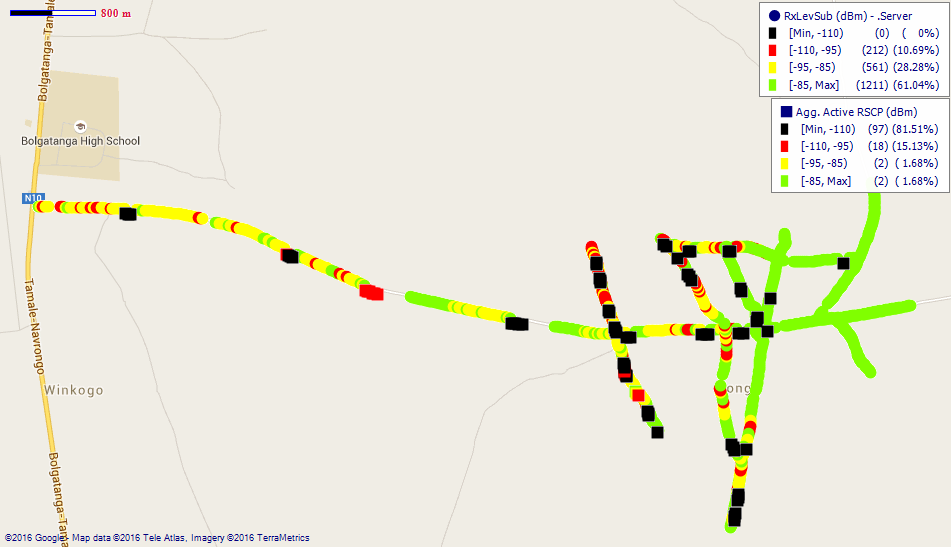 800 m
Bolgatanga-Tamale
RxLevSub (dBm) - .Server
[Min, -110) (0) ( 0%)
[-110, -95) (212) (10.69%)
[-95, -85) (561) (28.28%)
[-85, Max] (1211) (61.04%)
Agg. Active RSCP (dBm)
[Min, -110) (97) (81.51%)
[-110, -95) (18) (15.13%)
[-95, -85) (2) ( 1.68%)
[-85, Max] (2) ( 1.68%)
Bolgatanga High School
N10
Tamale-Navrongo
Winkogo
ong
Bolgatanga-Tam
©2016 Google - Map data ©2016 Tele Atlas, Imagery ©2016 TerraMetrics